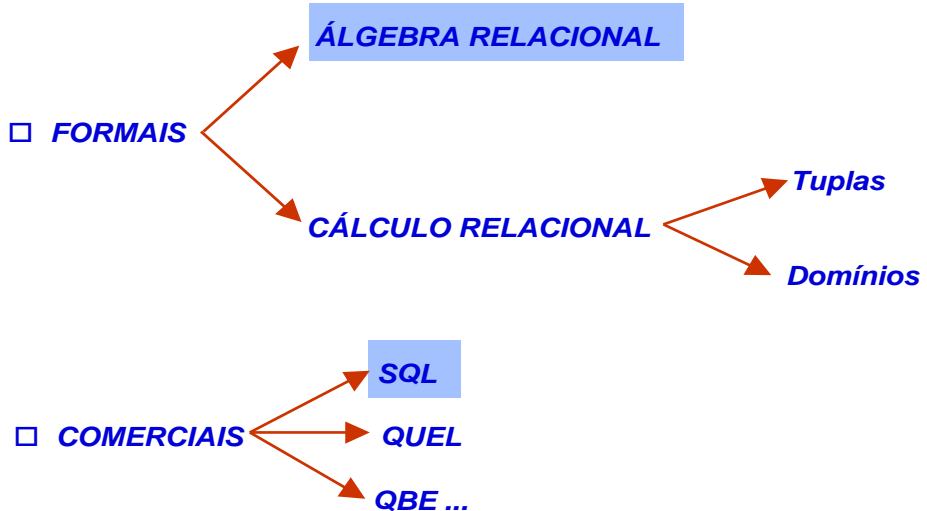 ÁLGEBRA RELACIONAL
FORMAIS
Tuplas
CÁLCULO RELACIONAL
Domínios
SQL
COMERCIAIS
QUEL
QBE ...